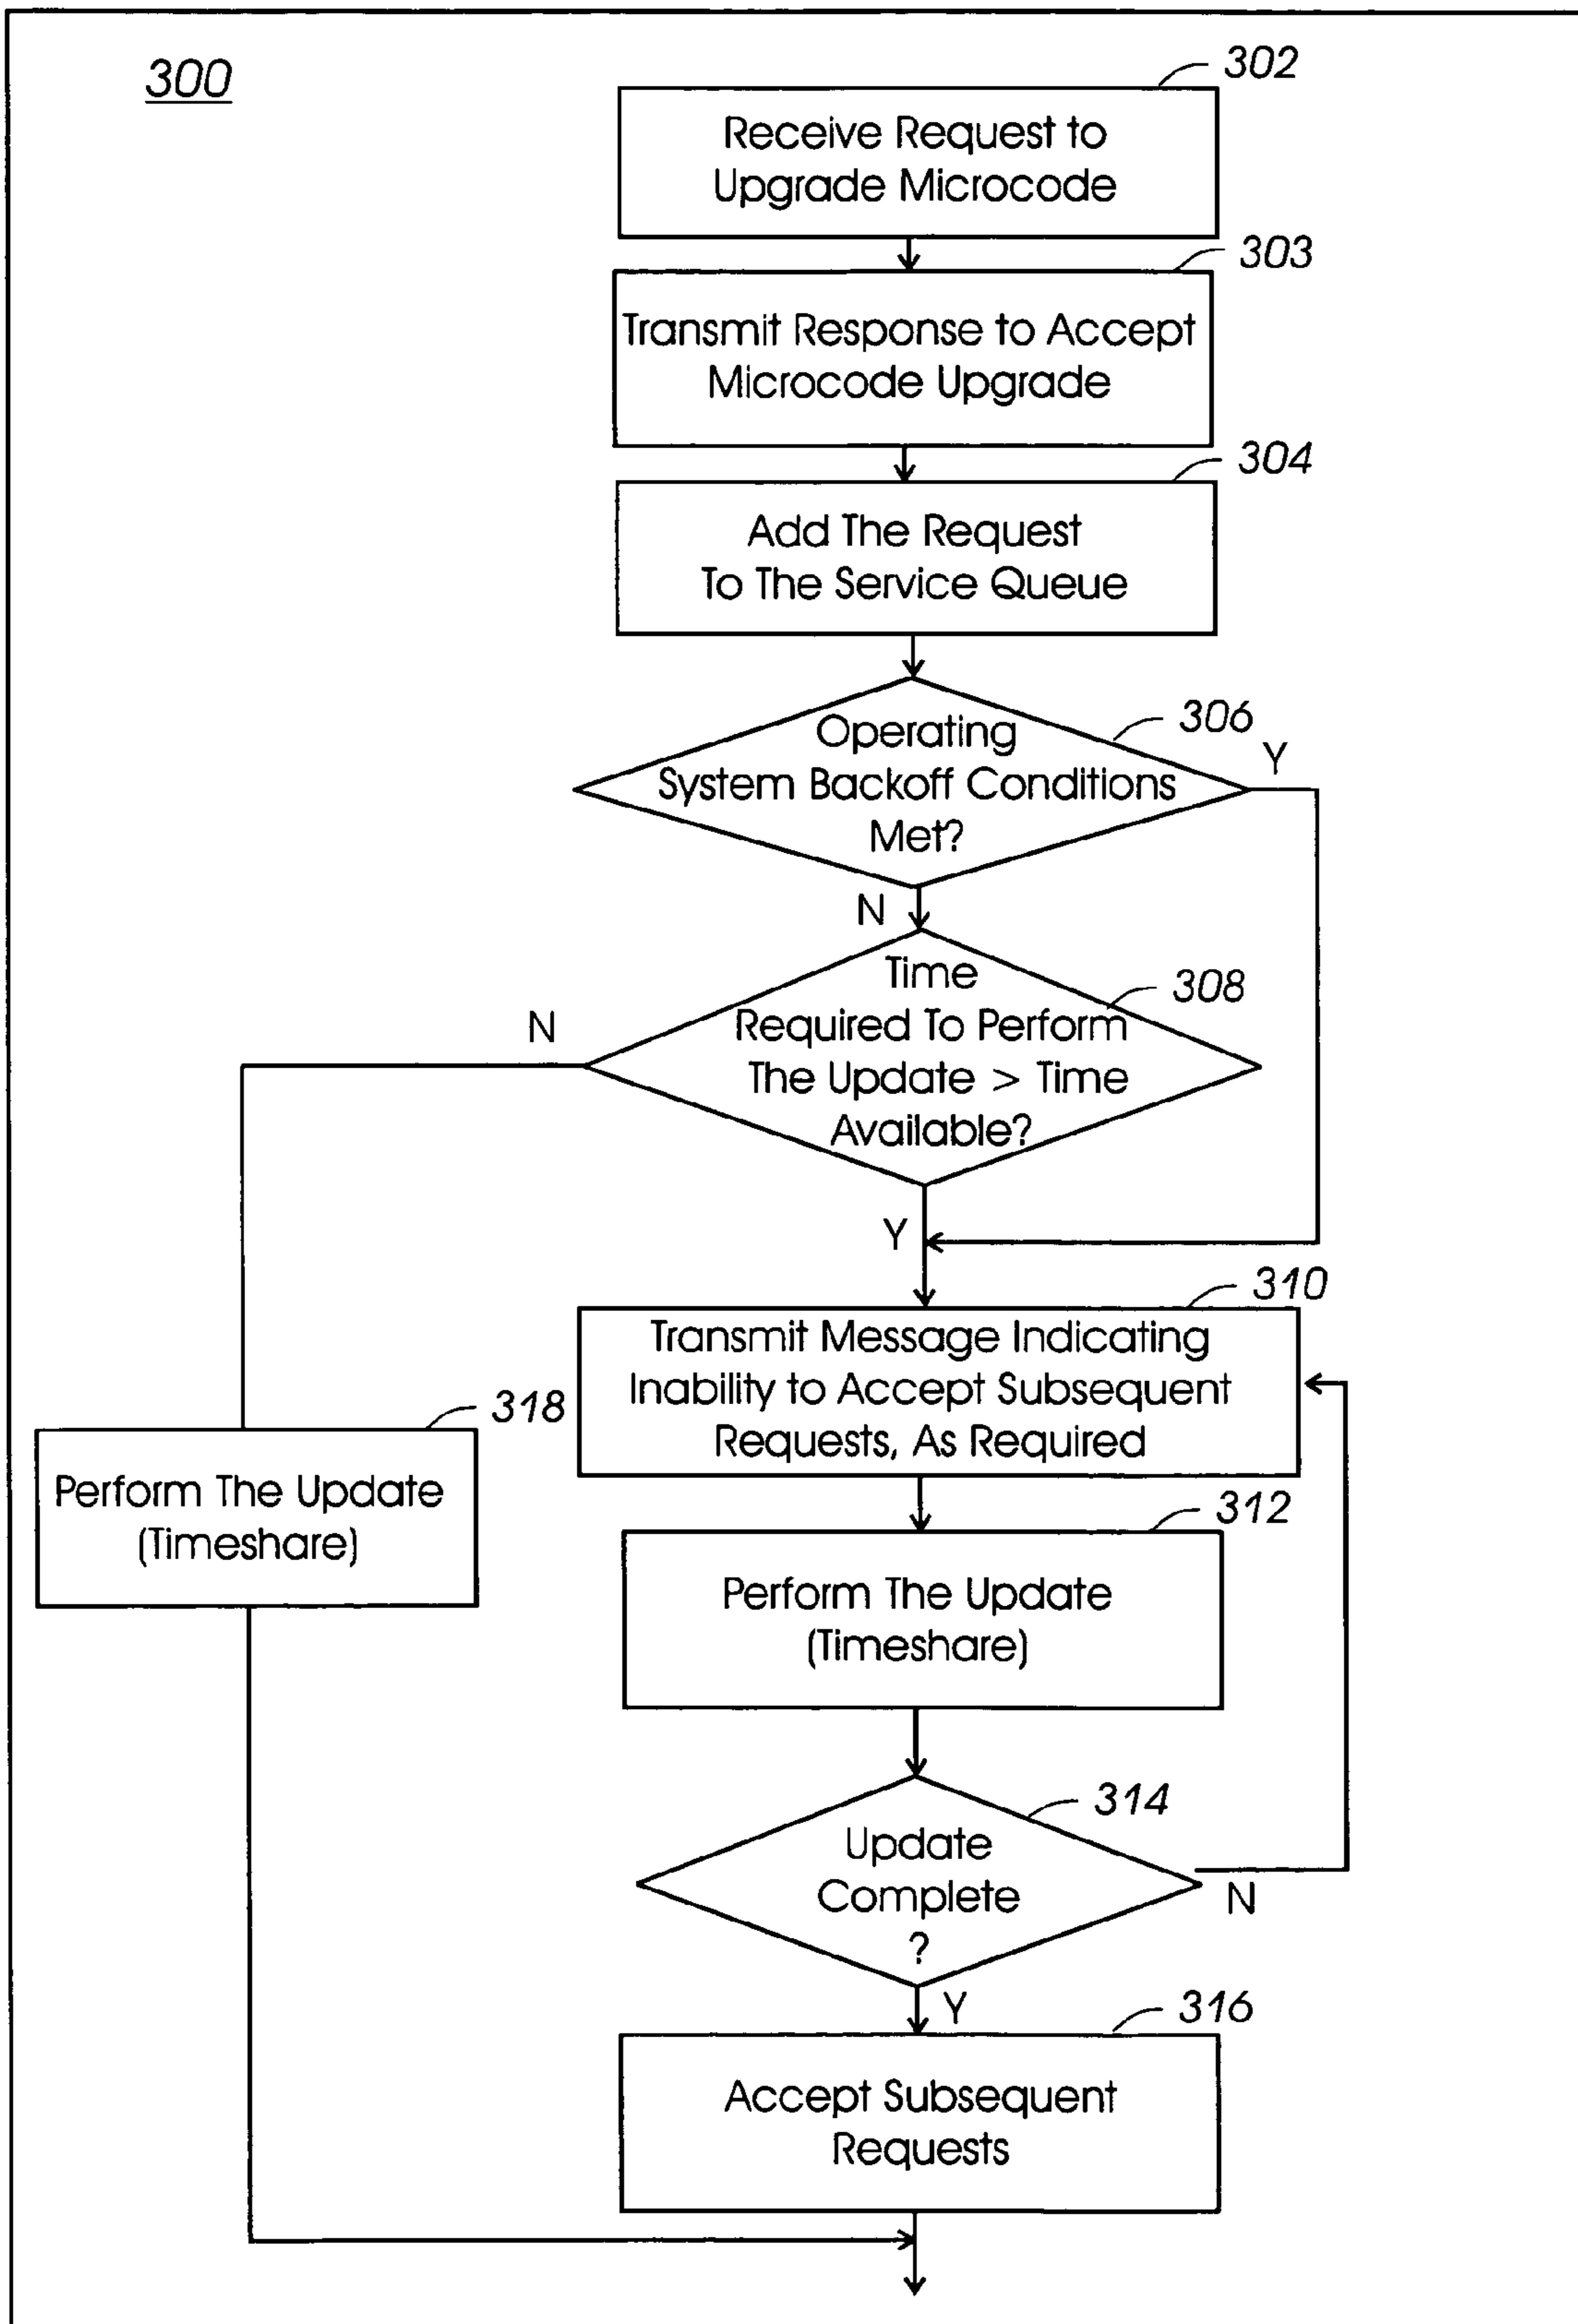 300
302
Receive Request to
Upgrade Microcode
303
Transmit Response to Accept
Microcode Upgrade
304
Add The Request
To The Service Queue
306
Operating
System Backoff Conditions
Met?
Y
N
308
Time
Required To Perform
The Update > Time
Available?
N
Y
310
Transmit Message Indicating
Inability to Accept Subsequent
Requests, As Required
318
Perform The Update
(Timeshare)
312
Perform The Update
(Timeshare)
314
Update
Complete
?
N
Y
316
Accept Subsequent
Requests